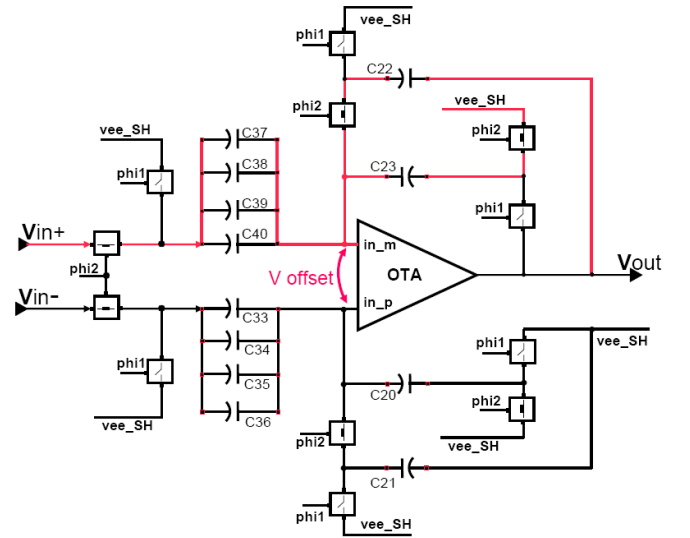 vee_SH
phi1
C22
vee_SH
phi2
phi2
vee_SH
C37
phi1
C38
C23
phi1
C39
Vin+
C40
in_m
phi2
V offset
OTA
Vout
Vin-
in_p
C33
vee_SH
C34
phi1
phi1
C35
C20
phi2
vee_SH
C36
phi2
vee_SH
C21
phi1
vee_SH